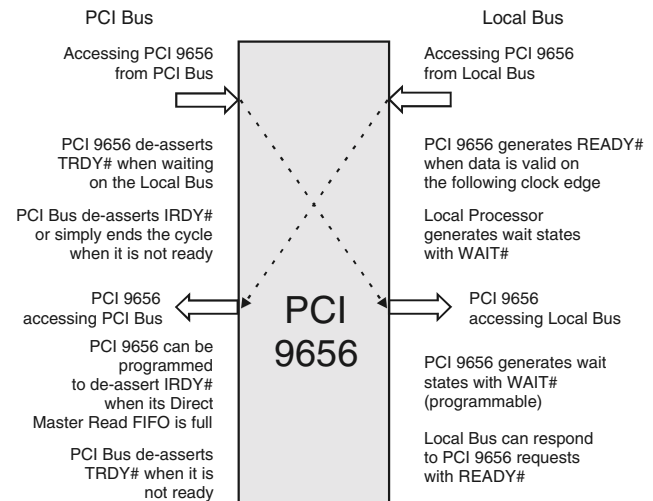 PCI Bus
Local Bus
Accessing PCI 9656
from PCI Bus
Accessing PCI 9656
from Local Bus
PCI 9656 de-asserts
TRDY# when waiting
on the Local Bus
PCI 9656 generates READY#
when data is valid on
the following clock edge
PCI Bus de-asserts IRDY#
or simply ends the cycle
when it is not ready
Local Processor
generates wait states
with WAIT#
PCI 9656
accessing PCI Bus
PCI
9656
PCI 9656
accessing Local Bus
PCI 9656 can be
programmed
to de-assert IRDY#
when its Direct
Master Read FIFO is full
PCI 9656 generates wait
states with WAIT#
(programmable)
PCI Bus de-asserts
TRDY# when it is
not ready
Local Bus can respond
to PCI 9656 requests
with READY#